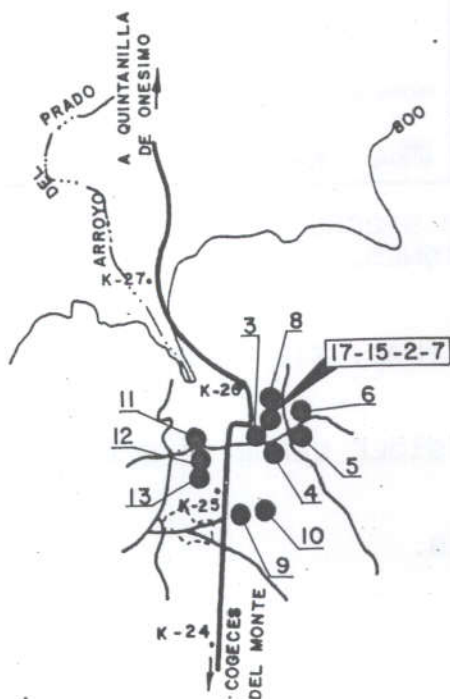 A QUINTANILLA
DE ONESIMO
PRADO
DEL
ARROYO
800
K-27
3
8
17-15-2-7
K-26
6
11
12
13
5
4
K-25
10
9
K-24
COGECES
DEL MONTE